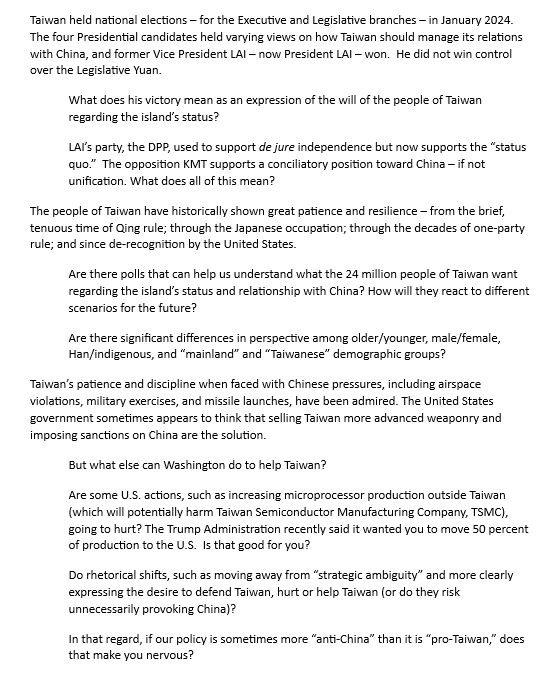 Taiwan held national elections – for the Executive and Legislative branches – in January 2024.
The four Presidential candidates held varying views on how Taiwan should manage its relations
with China, and former Vice President LAI – now President LAI – won.  He did not win control
over the Legislative Yuan.
What does his victory mean as an expression of the will of the people of Taiwan
regarding the island's status?
LAI's party, the DPP, used to support de jure independence but now supports the "status
quo."  The opposition KMT supports a conciliatory position toward China – if not
unification. What does all of this mean?
The people of Taiwan have historically shown great patience and resilience – from the brief,
tenuous time of Qing rule; through the Japanese occupation; through the decades of one-party
rule; and since de-recognition by the United States.
Are there polls that can help us understand what the 24 million people of Taiwan want
regarding the island's status and relationship with China? How will they react to different
scenarios for the future?
Are there significant differences in perspective among older/younger, male/female,
Han/indigenous, and "mainland" and "Taiwanese" demographic groups?
Taiwan's patience and discipline when faced with Chinese pressures, including airspace
violations, military exercises, and missile launches, have been admired. The United States
government sometimes appears to think that selling Taiwan more advanced weaponry and
imposing sanctions on China are the solution.
But what else can Washington do to help Taiwan?
Are some U.S. actions, such as increasing microprocessor production outside Taiwan
(which will potentially harm Taiwan Semiconductor Manufacturing Company, TSMC),
going to hurt? The Trump Administration recently said it wanted you to move 50 percent
of production to the U.S.  Is that good for you?
Do rhetorical shifts, such as moving away from "strategic ambiguity" and more clearly
expressing the desire to defend Taiwan, hurt or help Taiwan (or do they risk
unnecessarily provoking China)?
In that regard, if our policy is sometimes more "anti-China" than it is "pro-Taiwan," does
that make you nervous?